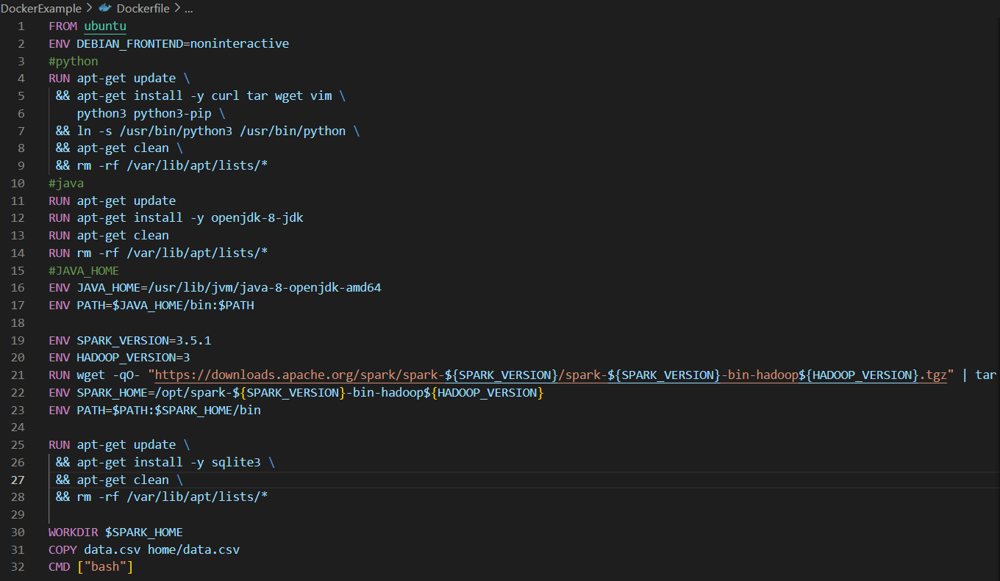 DockerExample > Dockerfile > ...
1 FROM ubuntu
2 ENV DEBIAN_FRONTEND=noninteractive
3 #python
4 RUN apt-get update \
5  && apt-get install -y curl tar wget vim \
6     python3 python3-pip \
7  && ln -s /usr/bin/python3 /usr/bin/python \
8  && apt-get clean \
9  && rm -rf /var/lib/apt/lists/*
10 #java
11 RUN apt-get update
12 RUN apt-get install -y openjdk-8-jdk
13 RUN apt-get clean
14 RUN rm -rf /var/lib/apt/lists/*
15 #JAVA_HOME
16 ENV JAVA_HOME=/usr/lib/jvm/java-8-openjdk-amd64
17 ENV PATH=$JAVA_HOME/bin:$PATH
18
19 ENV SPARK_VERSION=3.5.1
20 ENV HADOOP_VERSION=3
21 RUN wget -qO- "https://downloads.apache.org/spark/spark-${SPARK_VERSION}/spark-${SPARK_VERSION}-bin-hadoop${HADOOP_VERSION}.tgz" | tar
22 ENV SPARK_HOME=/opt/spark-${SPARK_VERSION}-bin-hadoop${HADOOP_VERSION}
23 ENV PATH=$PATH:$SPARK_HOME/bin
24
25 RUN apt-get update \
26  && apt-get install -y sqlite3 \
27  && apt-get clean \
28  && rm -rf /var/lib/apt/lists/*
29
30 WORKDIR $SPARK_HOME
31 COPY data.csv home/data.csv
32 CMD ["bash"]